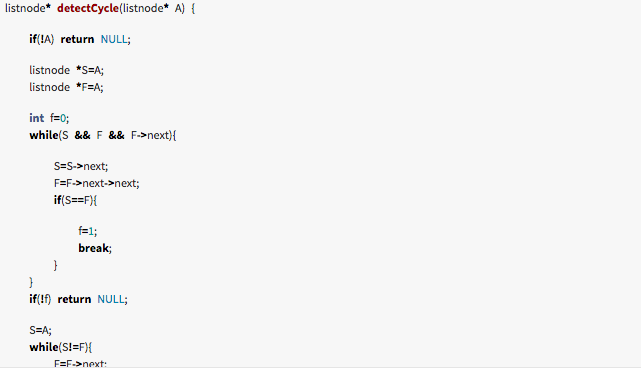 listnode* detectCycle(listnode* A) {
if(!A) return NULL;
listnode *S=A;
listnode *F=A;
int f=0;
while(S && F && F->next){
S=S->next;
F=F->next->next;
if(S==F){
f=1;
break;
}
}
if(!f) return NULL;
S=A;
while(S!=F){
F=F->next;